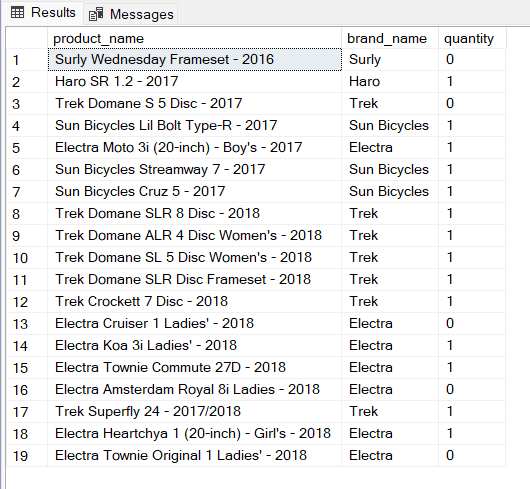 Results Messages
product_name brand_name quantity
1 Surly Wednesday Frameset - 2016 Surly 0
2 Haro SR 1.2 - 2017 Haro 1
3 Trek Domane S 5 Disc - 2017 Trek 0
4 Sun Bicycles Lil Bolt Type-R - 2017 Sun Bicycles 1
5 Electra Moto 3i (20-inch) - Boy's - 2017 Electra 1
6 Sun Bicycles Streamway 7 - 2017 Sun Bicycles 1
7 Sun Bicycles Cruz 5 - 2017 Sun Bicycles 1
8 Trek Domane SLR 8 Disc - 2018 Trek 1
9 Trek Domane ALR 4 Disc Women's - 2018 Trek 1
10 Trek Domane SL 5 Disc Women's - 2018 Trek 1
11 Trek Domane SLR Disc Frameset - 2018 Trek 1
12 Trek Crockett 7 Disc - 2018 Trek 1
13 Electra Cruiser 1 Ladies' - 2018 Electra 0
14 Electra Koa 3i Ladies' - 2018 Electra 1
15 Electra Townie Commute 27D - 2018 Electra 1
16 Electra Amsterdam Royal 8i Ladies - 2018 Electra 0
17 Trek Superfly 24 - 2017/2018 Trek 1
18 Electra Heartchya 1 (20-inch) - Girl's - 2018 Electra 1
19 Electra Townie Original 1 Ladies' - 2018 Electra 0